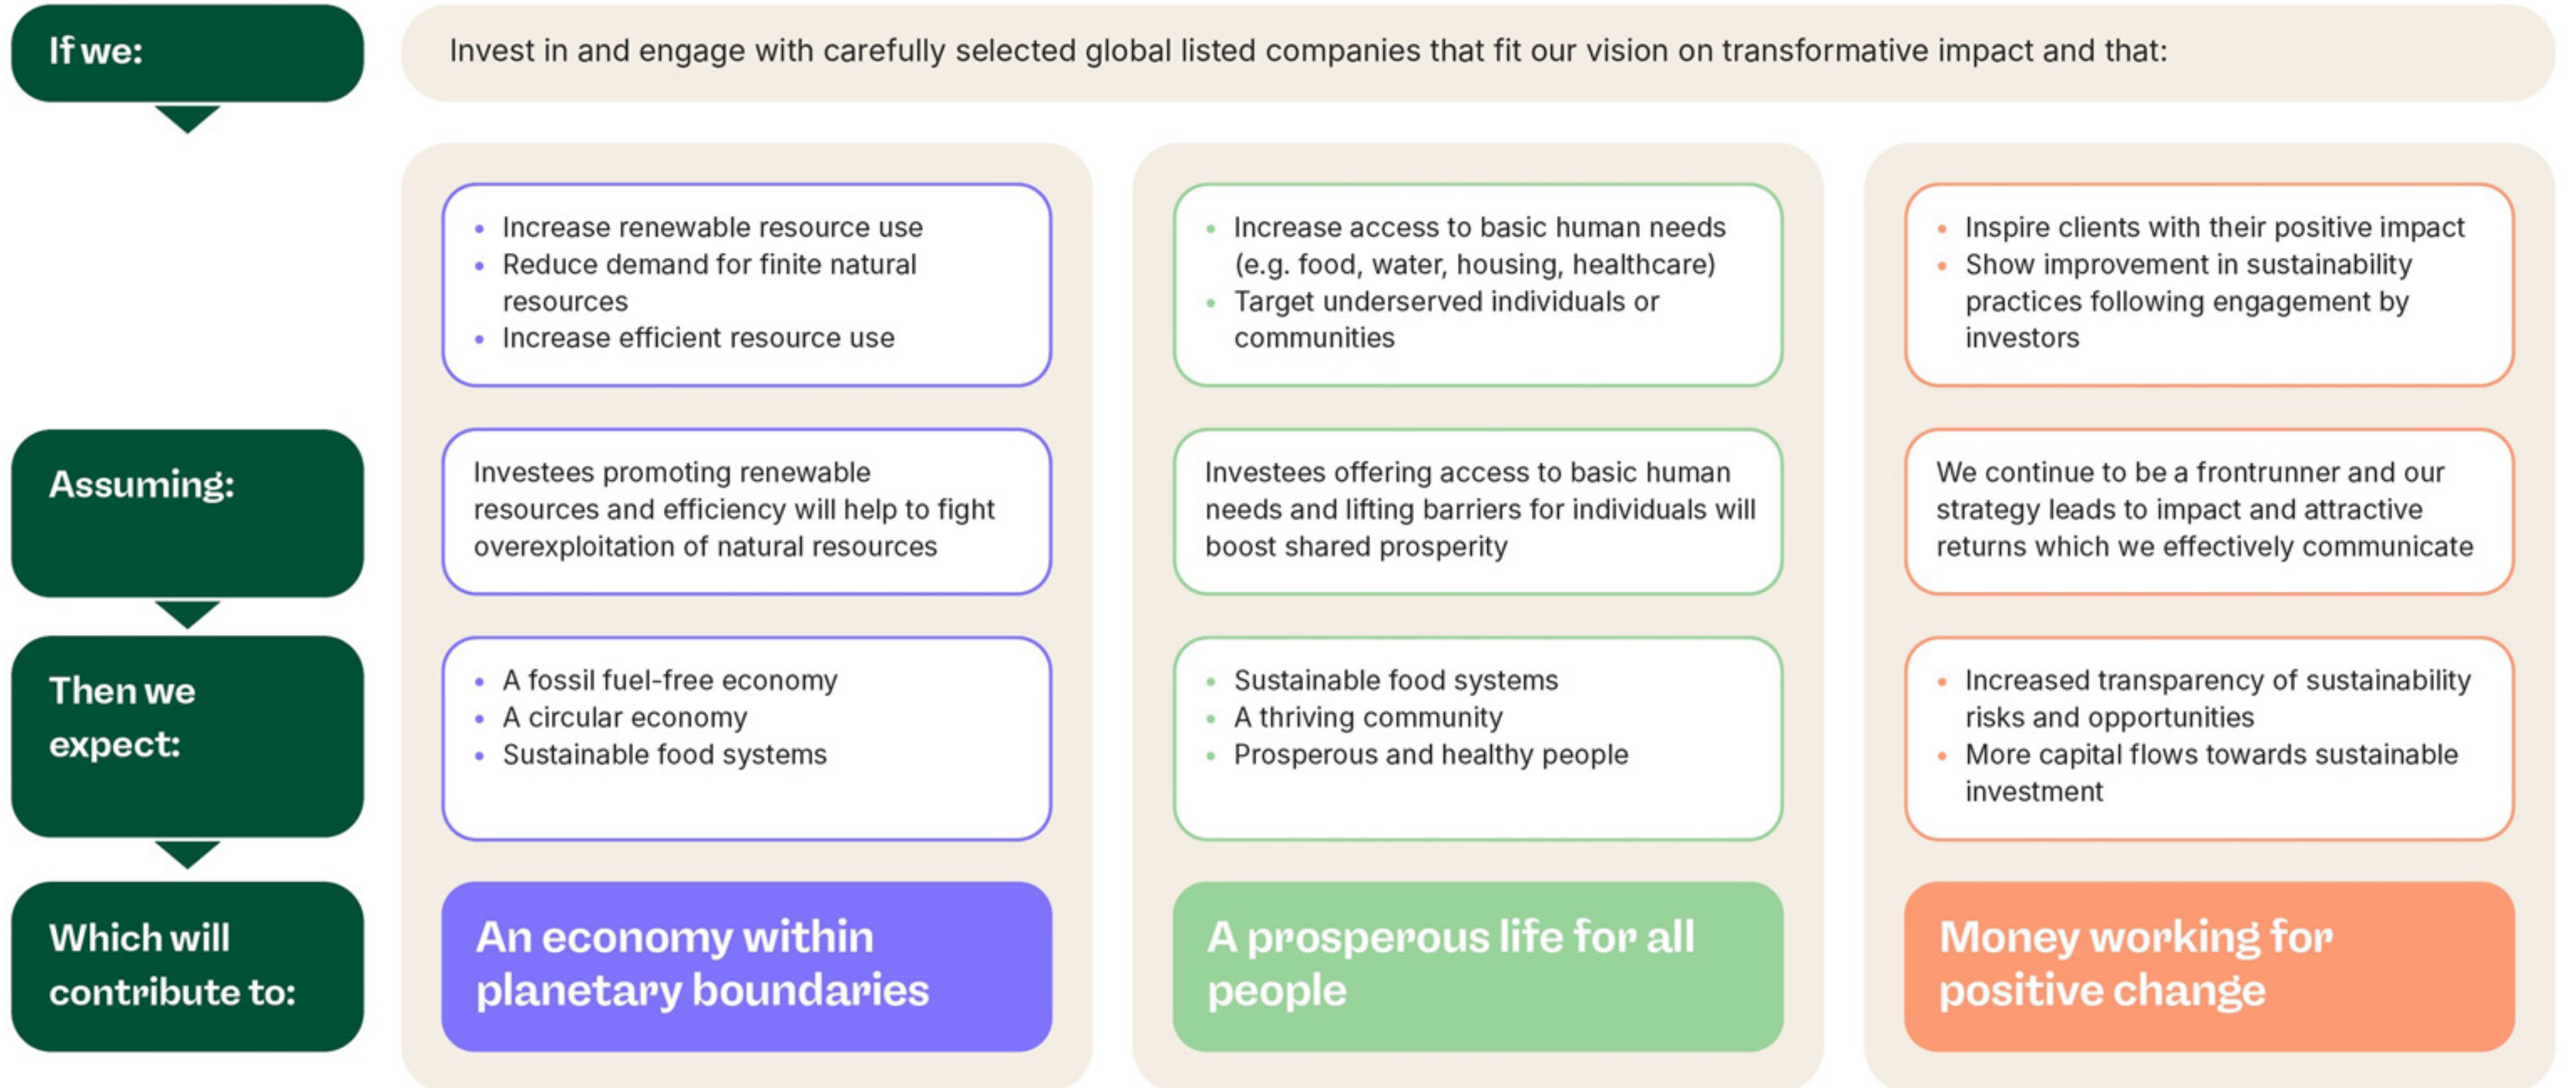 If we:
Invest in and engage with carefully selected global listed companies that fit our vision on transformative impact and that:
• Increase renewable resource use
• Reduce demand for finite natural
resources
• Increase efficient resource use
• Increase access to basic human needs
(e.g. food, water, housing, healthcare)
• Target underserved individuals or
communities
• Inspire clients with their positive impact
• Show improvement in sustainability
practices following engagement by
investors
Assuming:
Investees promoting renewable
resources and efficiency will help to fight
overexploitation of natural resources
Investees offering access to basic human
needs and lifting barriers for individuals will
boost shared prosperity
We continue to be a frontrunner and our
strategy leads to impact and attractive
returns which we effectively communicate
Then we
expect:
• A fossil fuel-free economy
• A circular economy
• Sustainable food systems
• Sustainable food systems
• A thriving community
• Prosperous and healthy people
• Increased transparency of sustainability
risks and opportunities
• More capital flows towards sustainable
investment
Which will
contribute to:
An economy within
planetary boundaries
A prosperous life for all
people
Money working for
positive change